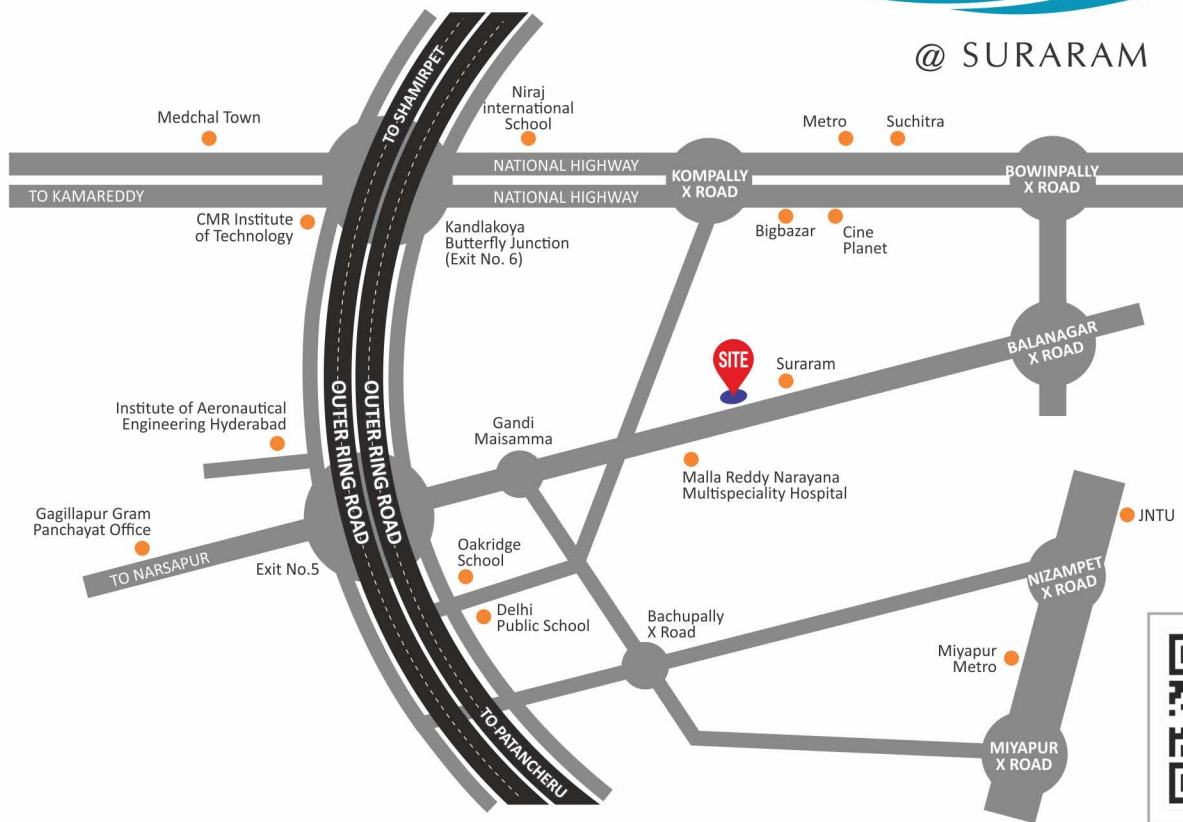 @ SURARAM
TO SHAMIRPET
Medchal Town
Niraj
international
School
Metro
Suchitra
NATIONAL HIGHWAY
KOMPALLY
X ROAD
BOWINPALLY
X ROAD
TO KAMAREDDY
NATIONAL HIGHWAY
CMR Institute
of Technology
Kandlakoya
Butterfly Junction
(Exit No. 6)
Bigbazar
Cine
Planet
BALANAGAR
X ROAD
SITE
Suraram
OUTER RING ROAD
OUTER RING ROAD
Institute of Aeronautical
Engineering Hyderabad
Gandi
Maisamma
Malla Reddy Narayana
Multispeciality Hospital
Gagillapur Gram
Panchayat Office
JNTU
TO NARSAPUR
Exit No.5
Oakridge
School
NIZAMPET
X ROAD
Delhi
Public School
Bachupally
X Road
Miyapur
Metro
TO PATANCHERU
MIYAPUR
X ROAD